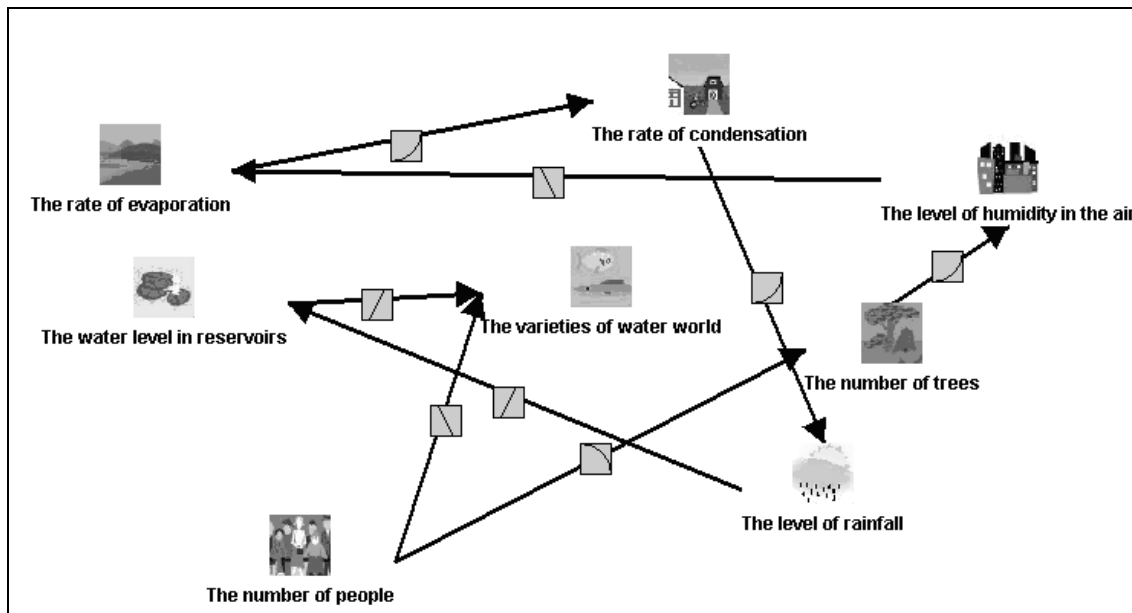 The rate of condensation
The rate of evaporation
The level of humidity in the air
The water level in reservoirs
The varieties of water world
The number of trees
The level of rainfall
The number of people